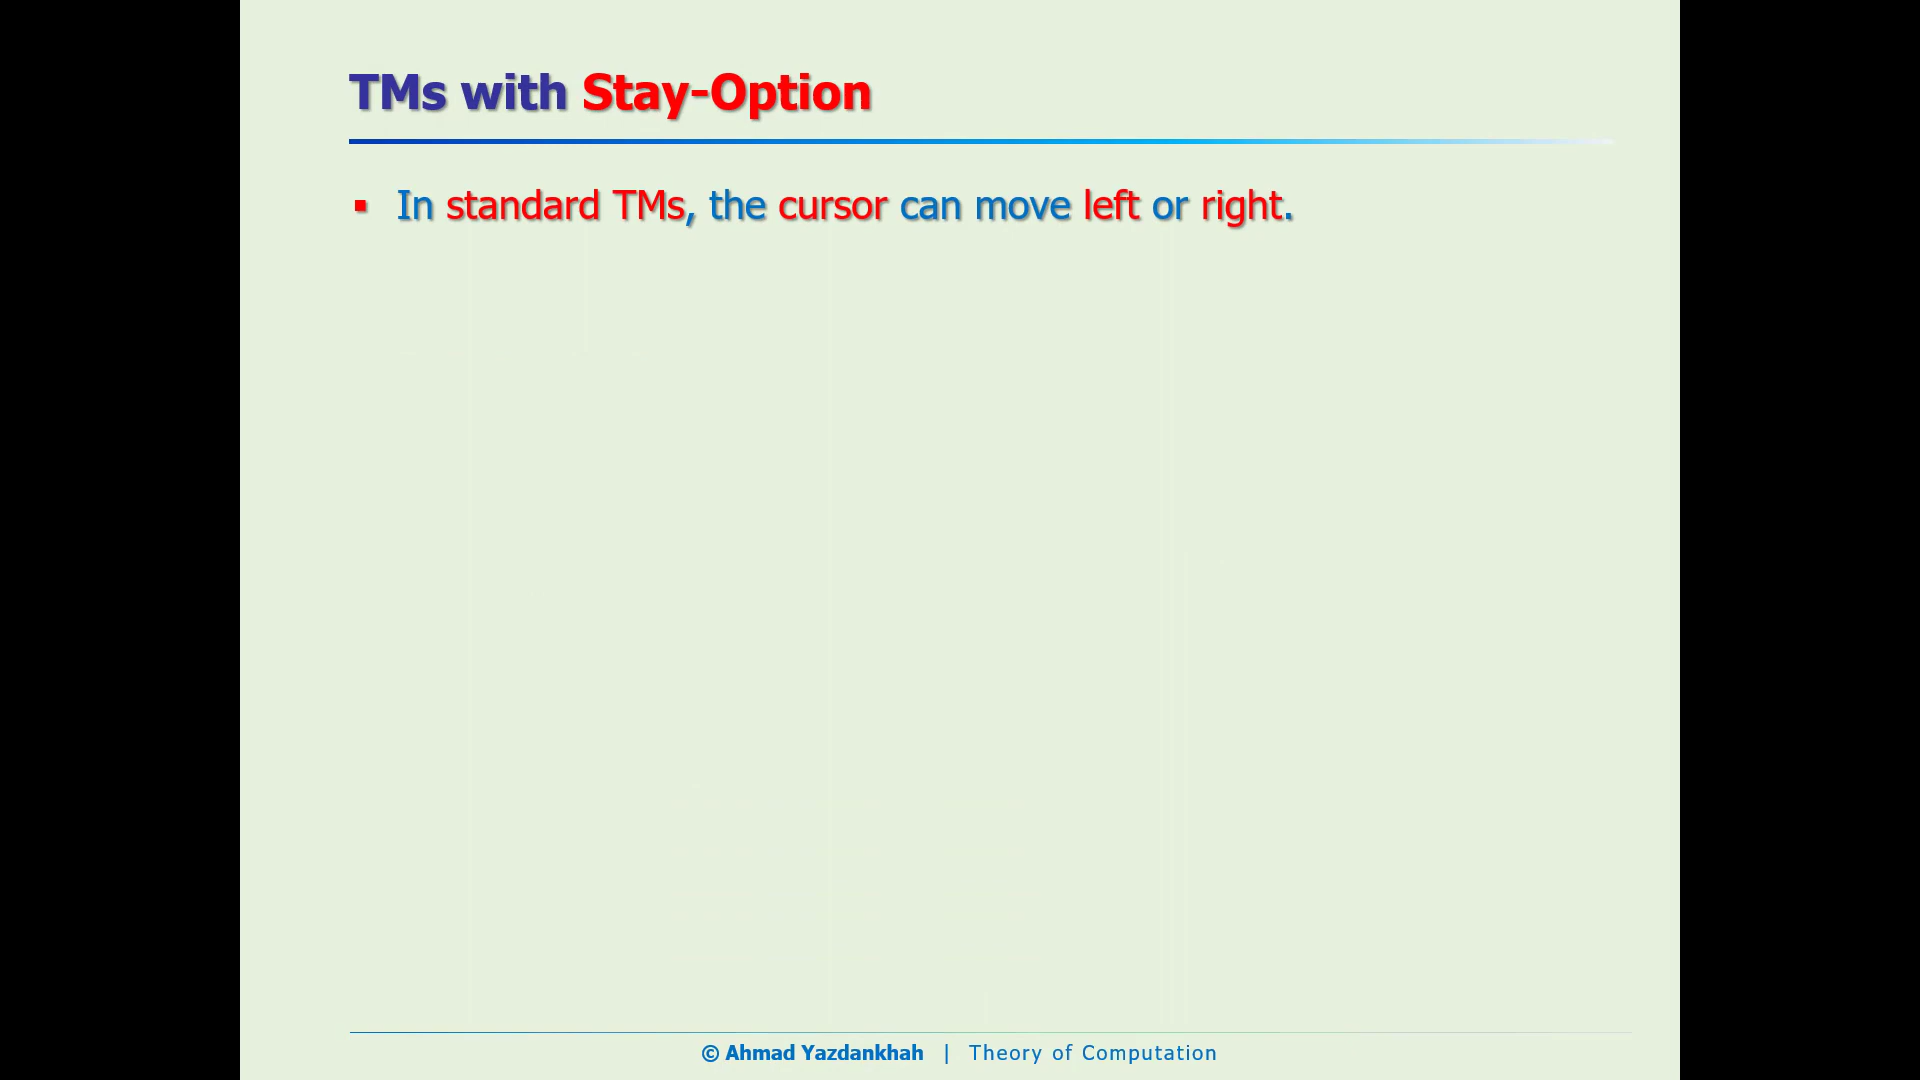 TMs with Stay-Option
▪ In standard TMs, the cursor can move left or right.
© Ahmad Yazdankhah | Theory of Computation